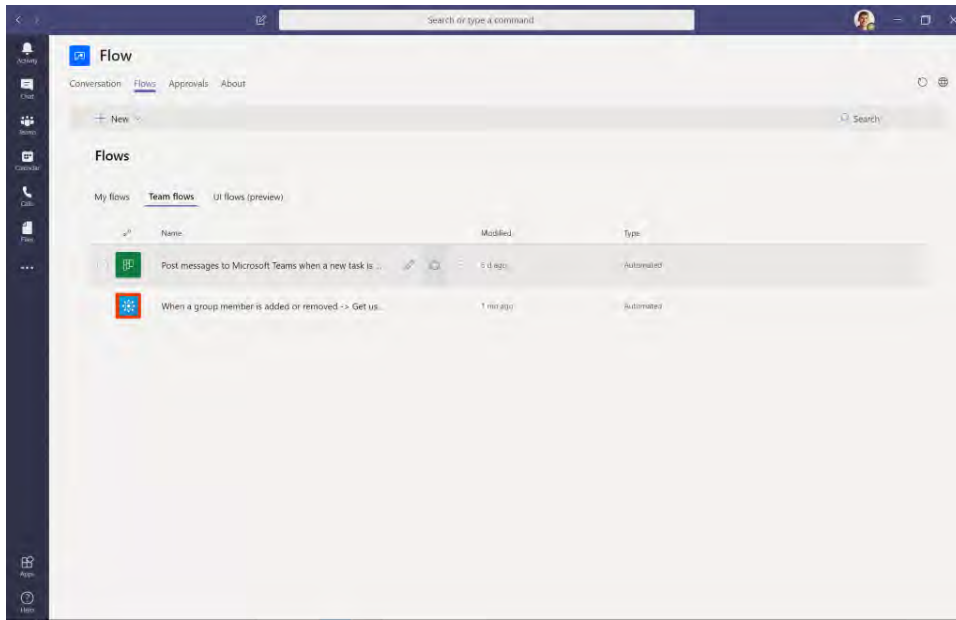 Search or type a command
Activity
Flow
Conversation Flows Approvals About
Chat
+ New
Search
Teams
Flows
Calendar
My flows Team flows UI flows (preview)
Calls
Name Modified Type
Files
Post messages to Microsoft Teams when a new task is ... 5 d ago Automated
When a group member is added or removed -> Get us... 1 min ago Automated
Apps
Help